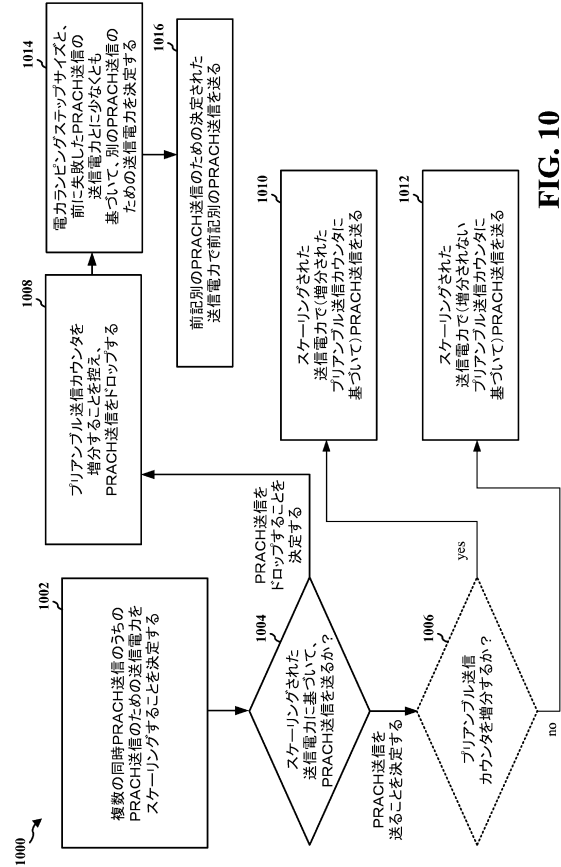 1000
1002
複数の同時PRACH送信のうちの
PRACH送信のための送信電力を
スケーリングすることを決定する
1004
スケーリングされた
送信電力に基づいて、
PRACH送信を送るか？
PRACH送信を
ドロップすることを
決定する
PRACH送信を
送ることを決定する
1006
プリアンブル送信
カウンタを増分するか？
yes
no
1008
プリアンブル送信カウンタを
増分することを控え、
PRACH送信をドロップする
1010
スケーリングされた
送信電力で(増分された
プリアンブル送信カウンタに
基づいて)PRACH送信を送る
1012
スケーリングされた
送信電力で(増分されない
プリアンブル送信カウンタに
基づいて)PRACH送信を送る
1014
電力ランピングステップサイズと、
前に失敗したPRACH送信の
送信電力とに少なくとも
基づいて、別のPRACH送信の
ための送信電力を決定する
1016
前記別のPRACH送信のための決定された
送信電力で前記別のPRACH送信を送る
FIG. 10